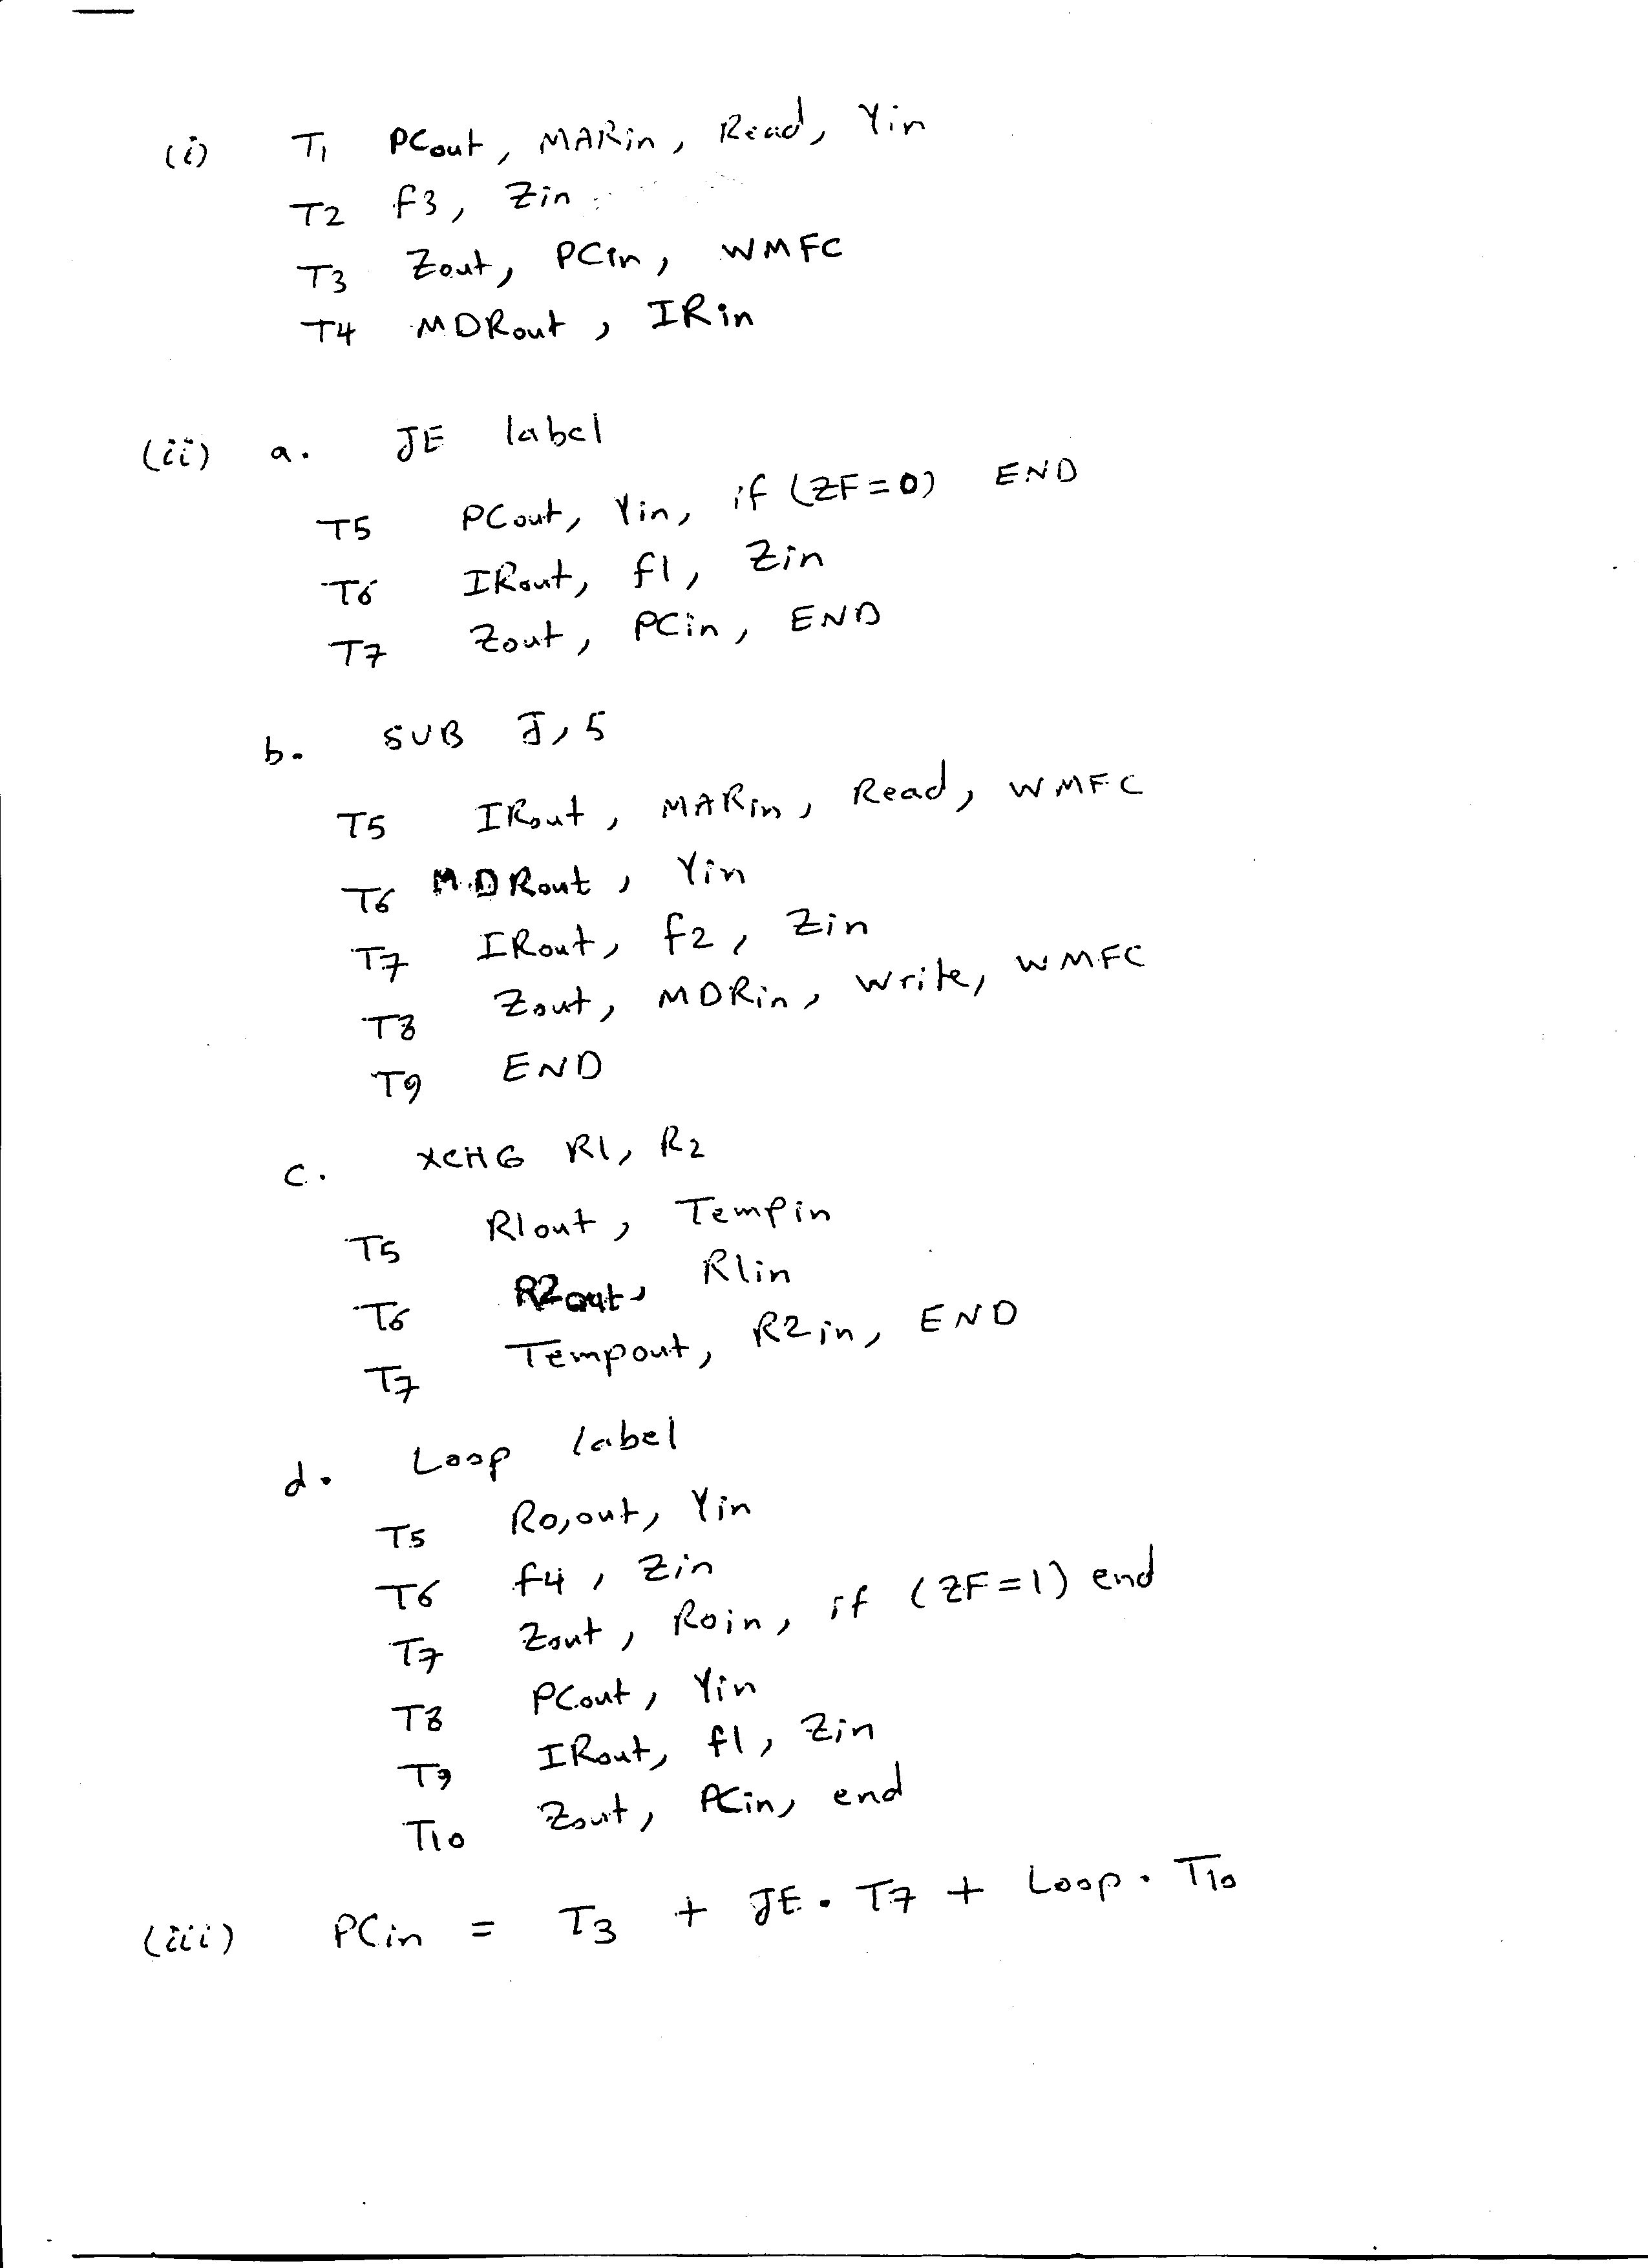 (i) T1 PCout, MARin, Read, Yin
T2 f3, Zin
T3 Zout, PCin, WMFC
T4 MDRout, IRin
(ii) a. JE label
T5 PCout, Yin, if (ZF=0) END
T6 IRout, f1, Zin
T7 Zout, PCin, END
b. SUB J, 5
T5 IRout, MARin, Read, WMFC
T6 MDRout, Yin
T7 IRout, f2, Zin
T8 Zout, MDRin, Write, WMFC
T9 END
c. XCHG R1, R2
T5 R1out, Tempin
T6 R2out, R1in
T7 Tempout, R2in, END
d. Loop label
T5 R0,out, Yin
T6 f4, Zin
T7 Zout, R0in, if (ZF=1) end
T8 PCout, Yin
T9 IRout, f1, Zin
T10 Zout, PCin, end
(iii) PCin = T3 + JE. T7 + Loop. T10